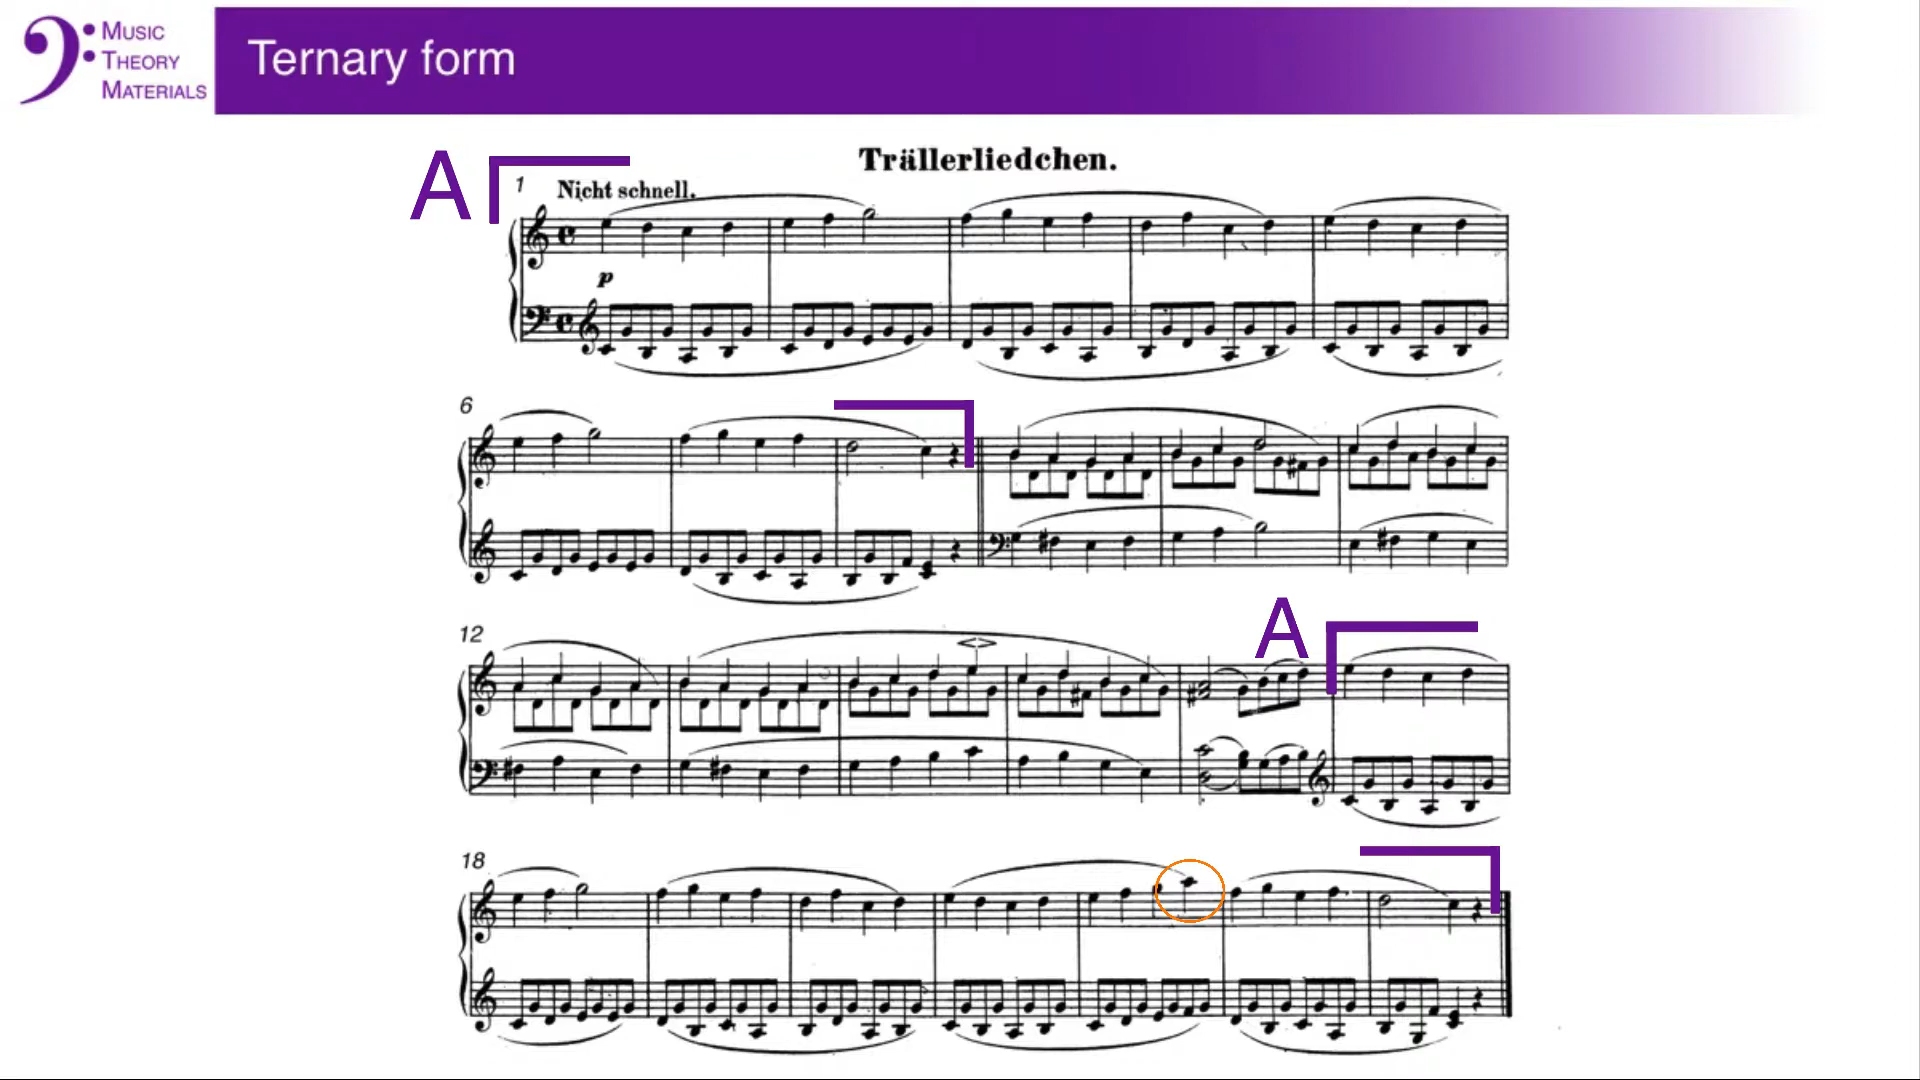 MUSIC
THEORY
MATERIALS
Ternary form
Trällerliedchen.
A
1
Nicht schnell.
p
6
12
A
18